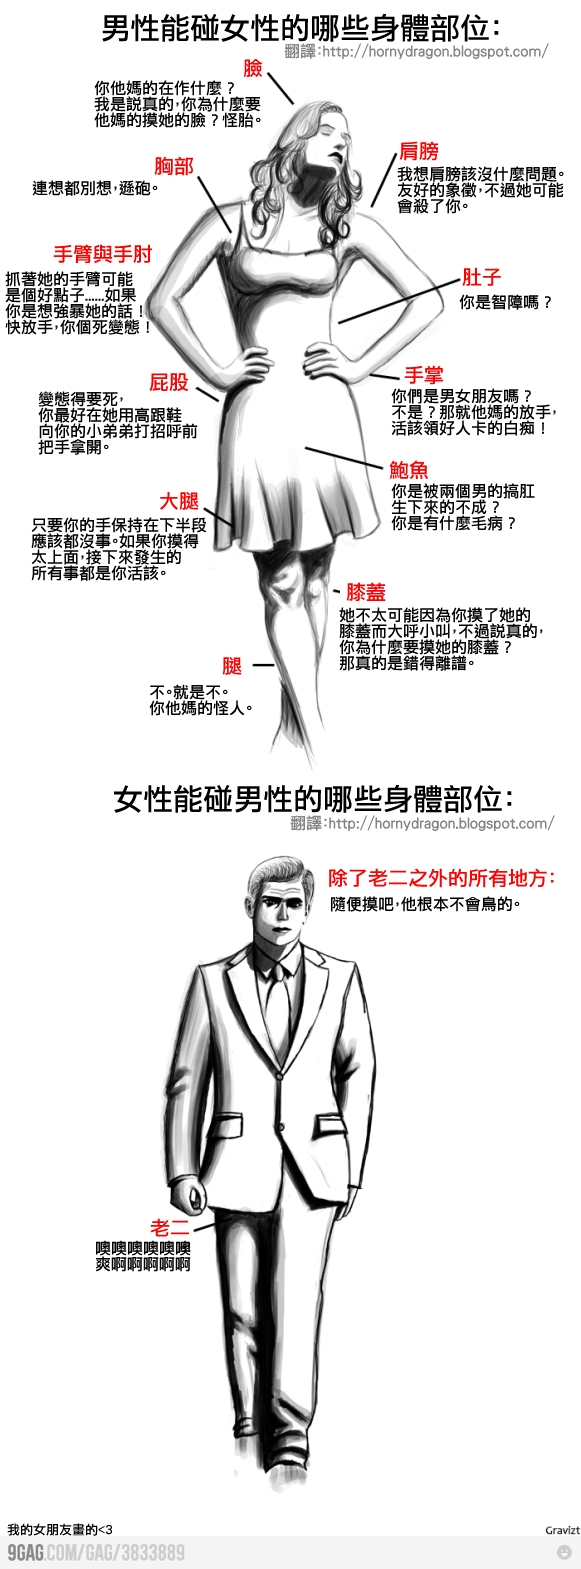 男性能碰女性的哪些身體部位:
翻譯:http://hornydragon.blogspot.com/
臉
你他媽的在作什麼?
我是説真的,你為什麼要
他媽的摸她的臉?怪胎。
肩膀
我想肩膀該沒什麼問題。
友好的象徵,不過她可能
會殺了你。
胸部
連想都別想,遜砲。
手臂與手肘
抓著她的手臂可能
是個好點子......如果
你是想強暴她的話!
快放手,你個死變態!
肚子
你是智障嗎?
手掌
你們是男女朋友嗎?
不是?那就他媽的放手,
活該領好人卡的白痴!
屁股
變態得要死,
你最好在她用高跟鞋
向你的小弟弟打招呼前
把手拿開。
鮑魚
你是被兩個男的搞肛
生下來的不成?
你是有什麼毛病?
大腿
只要你的手保持在下半段
應該都沒事。如果你摸得
太上面,接下來發生的
所有事都是你活該。
膝蓋
她不太可能因為你摸了她的
膝蓋而大呼小叫,不過説真的,
你為什麼要摸她的膝蓋?
那真的是錯得離譜。
腿
不。就是不。
你他媽的怪人。
女性能碰男性的哪些身體部位:
翻譯:http://hornydragon.blogspot.com/
除了老二之外的所有地方:
隨便摸吧,他根本不會鳥的。
老二
噢噢噢噢噢噢
爽啊啊啊啊啊
我的女朋友畫的<3
Gravizt
9GAG.COM/GAG/3833889